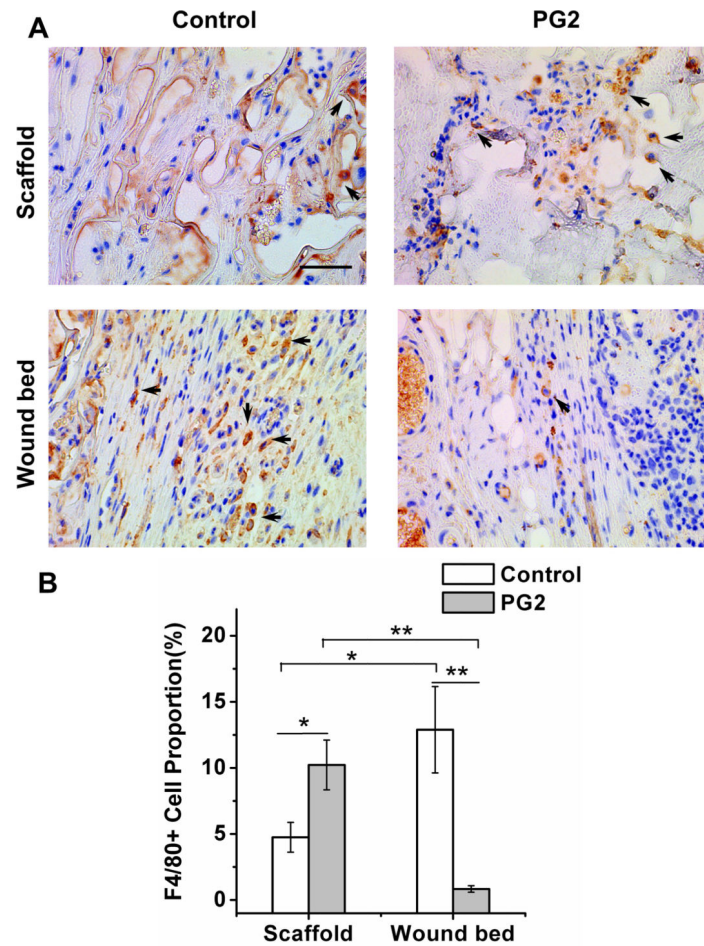 Control
PG2
A
Scaffold
Wound bed
B
Control
PG2
F4/80+ Cell Proportion(%)
20
15
10
5
0
**
*
**
*
Scaffold
Wound bed